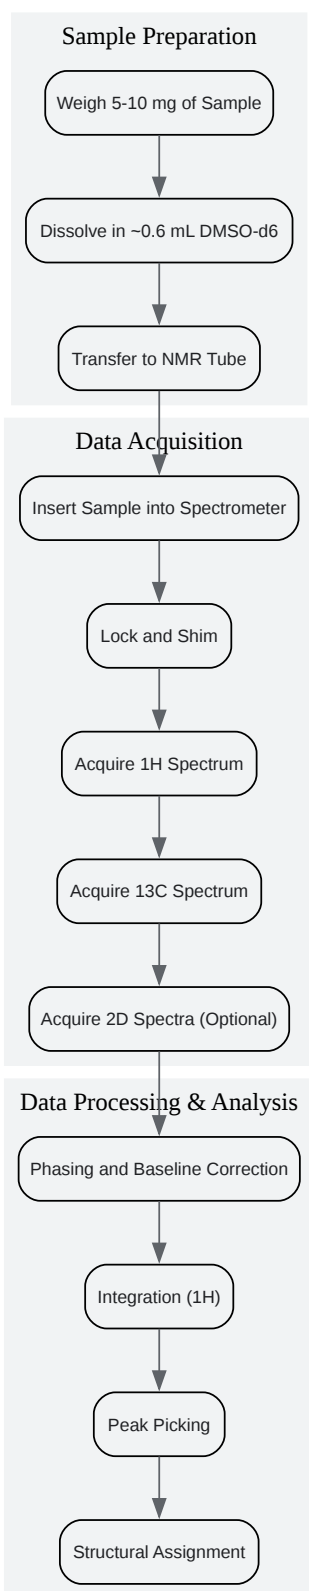 Sample Preparation
Weigh 5-10 mg of Sample
Dissolve in ~0.6 mL DMSO-d6
Transfer to NMR Tube
Data Acquisition
Insert Sample into Spectrometer
Lock and Shim
Acquire 1H Spectrum
Acquire 13C Spectrum
Acquire 2D Spectra (Optional)
Data Processing & Analysis
Phasing and Baseline Correction
Integration (1H)
Peak Picking
Structural Assignment